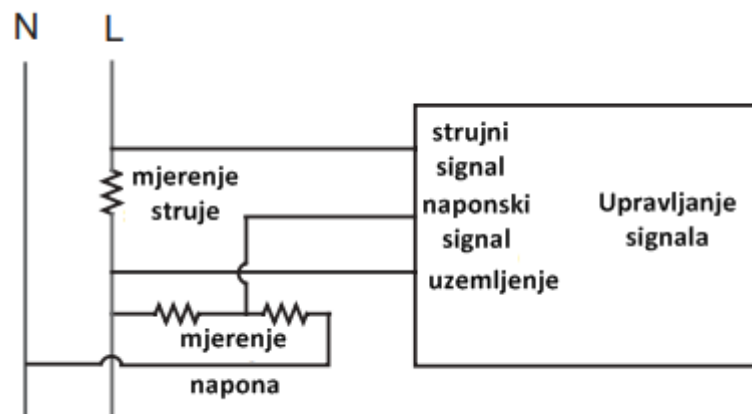 N L
mjerenje
struje
strujni
signal
naponski
signal
uzemljenje
Upravljanje
signala
mjerenje
napona